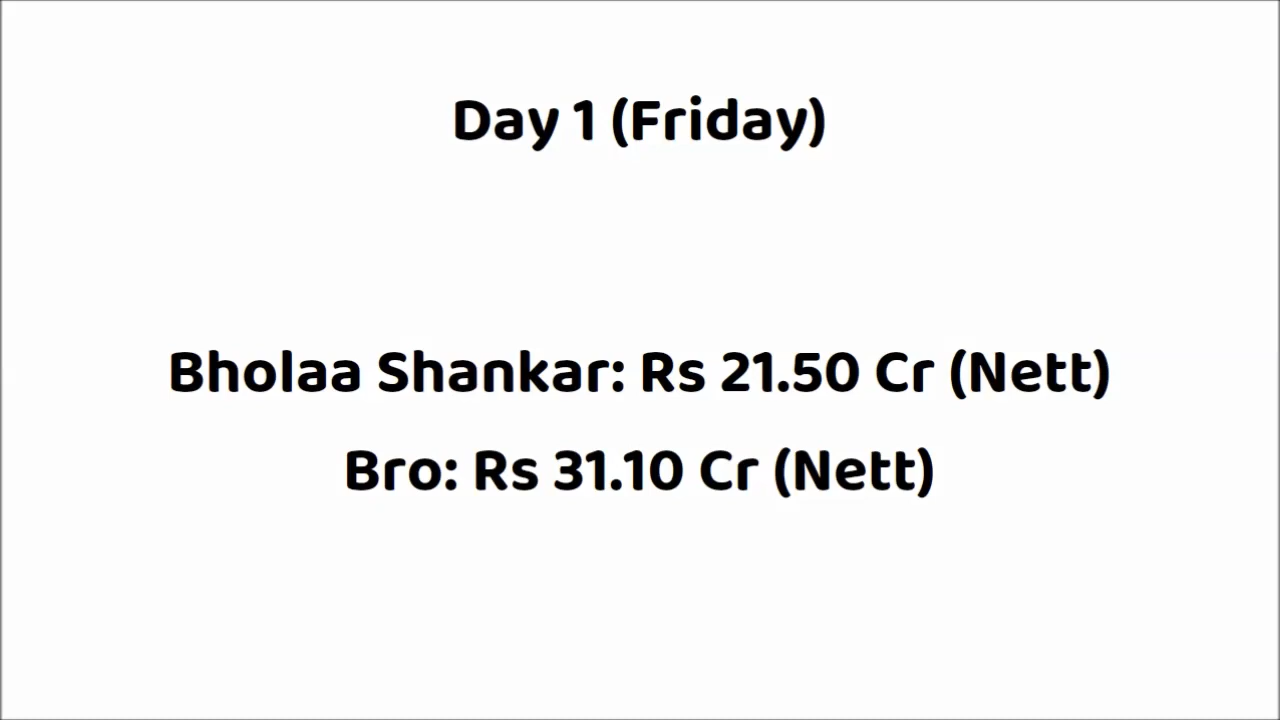 Day 1 (Friday)
Bholaa Shankar: Rs 21.50 Cr (Nett)
Bro: Rs 31.10 Cr (Nett)